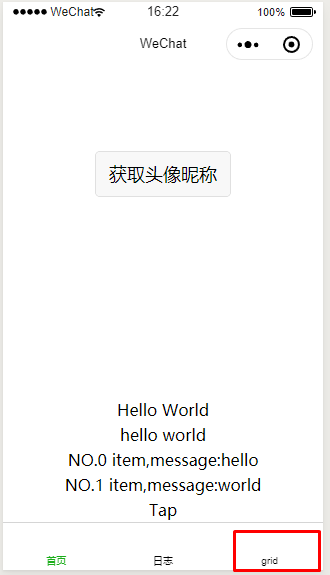 WeChat 16:22 100%
WeChat
获取头像昵称
Hello World
hello world
NO.0 item,message:hello
NO.1 item,message:world
Tap
首页 日志 grid